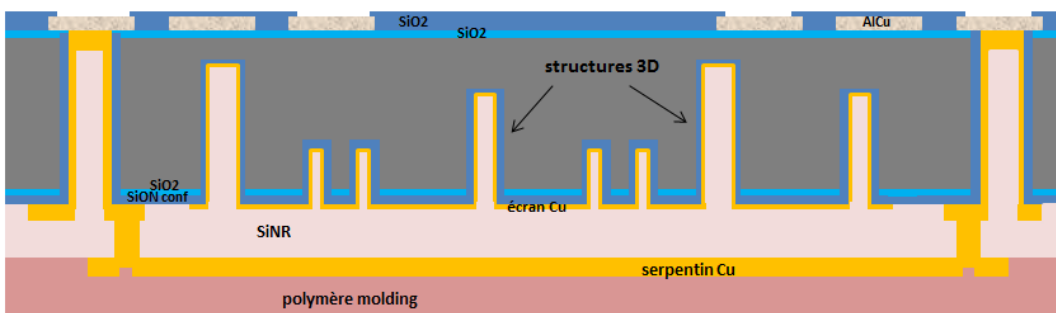 SiO2
AlCu
SiO2
structures 3D
SiO2
SiON conf
écran Cu
SiNR
serpentin Cu
polymère molding